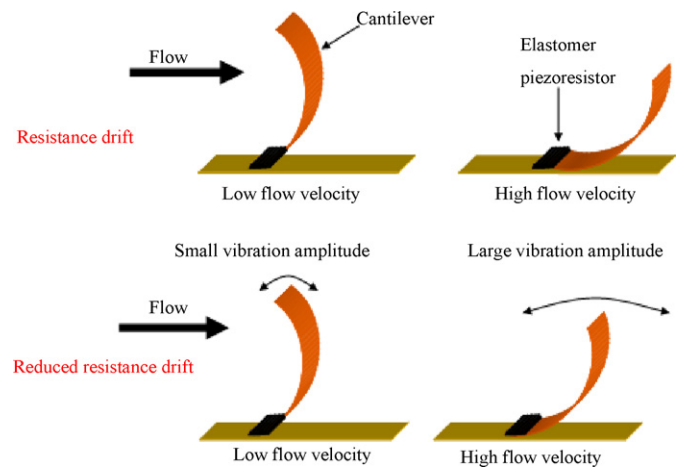 Cantilever
Flow
Elastomer
piezoresistor
Resistance drift
Low flow velocity
High flow velocity
Small vibration amplitude
Large vibration amplitude
Flow
Reduced resistance drift
Low flow velocity
High flow velocity